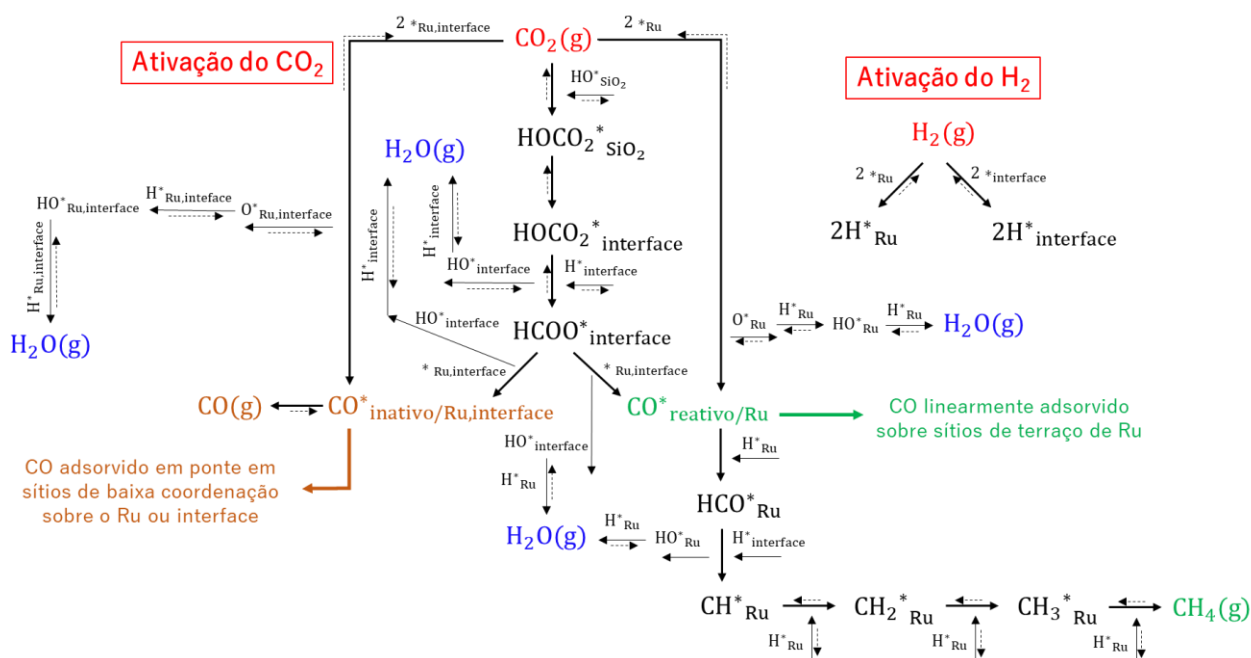 2 *Ru,interface
2 *Ru
CO2(g)
Ativação do CO2
Ativação do H2
HO*SiO2
H2(g)
HOCO2*SiO2
H2O(g)
2 *Ru
2 *interface
H*Ru,inteface
HO*Ru,interface
O*Ru,interface
2H*Ru
2H*interface
HOCO2*interface
H*interface
H*interface
HO*interface
H*interface
H*Ru,interface
H2O(g)
HO*interface
HCOO*interface
O*Ru
H*Ru
HO*Ru
H*Ru
H2O(g)
* Ru,interface
* Ru,interface
CO(g)
CO*inativo/Ru,interface
CO*reativo/Ru
CO linearmente adsorvido
sobre sítios de terraço de Ru
CO adsorvido em ponte em
sítios de baixa coordenação
sobre o Ru ou interface
HO*interface
H*Ru
H*Ru
HCO*Ru
H2O(g)
H*Ru
HO*Ru
H*interface
CH*Ru
CH2*Ru
CH3*Ru
CH4(g)
H*Ru
H*Ru
H*Ru